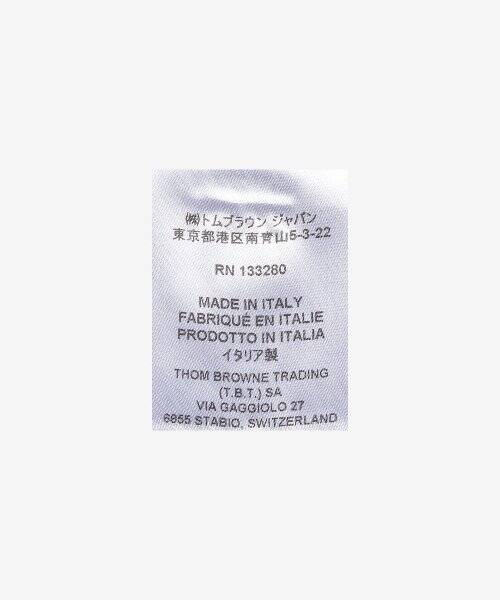 ㈱トムブラウン ジャパン
東京都港区南青山5-3-22
RN 133280
MADE IN ITALY
FABRIQUÉ EN ITALIE
PRODOTTO IN ITALIA
イタリア製
THOM BROWNE TRADING
(T.B.T.) SA
VIA GAGGIOLO 27
6855 STABIO, SWITZERLAND